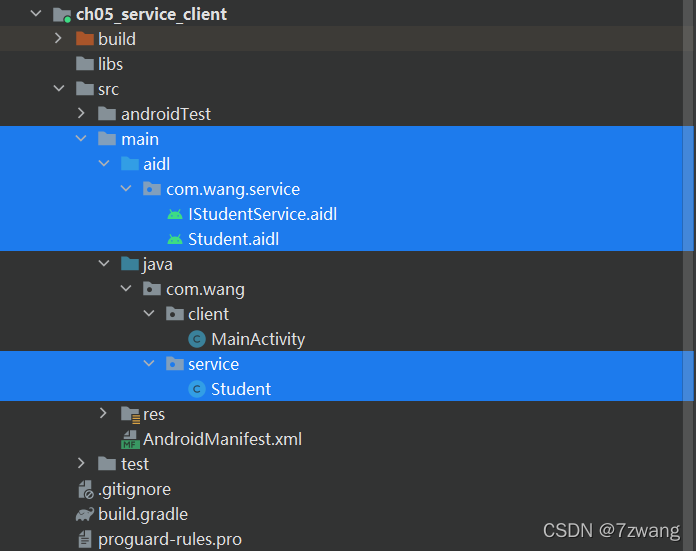 ch05_service_client
build
libs
src
androidTest
main
aidl
com.wang.service
IStudentService.aidl
Student.aidl
java
com.wang
client
C MainActivity
service
C Student
res
MF AndroidManifest.xml
test
.gitignore
build.gradle
CSDN @7zwang
proguard-rules.pro